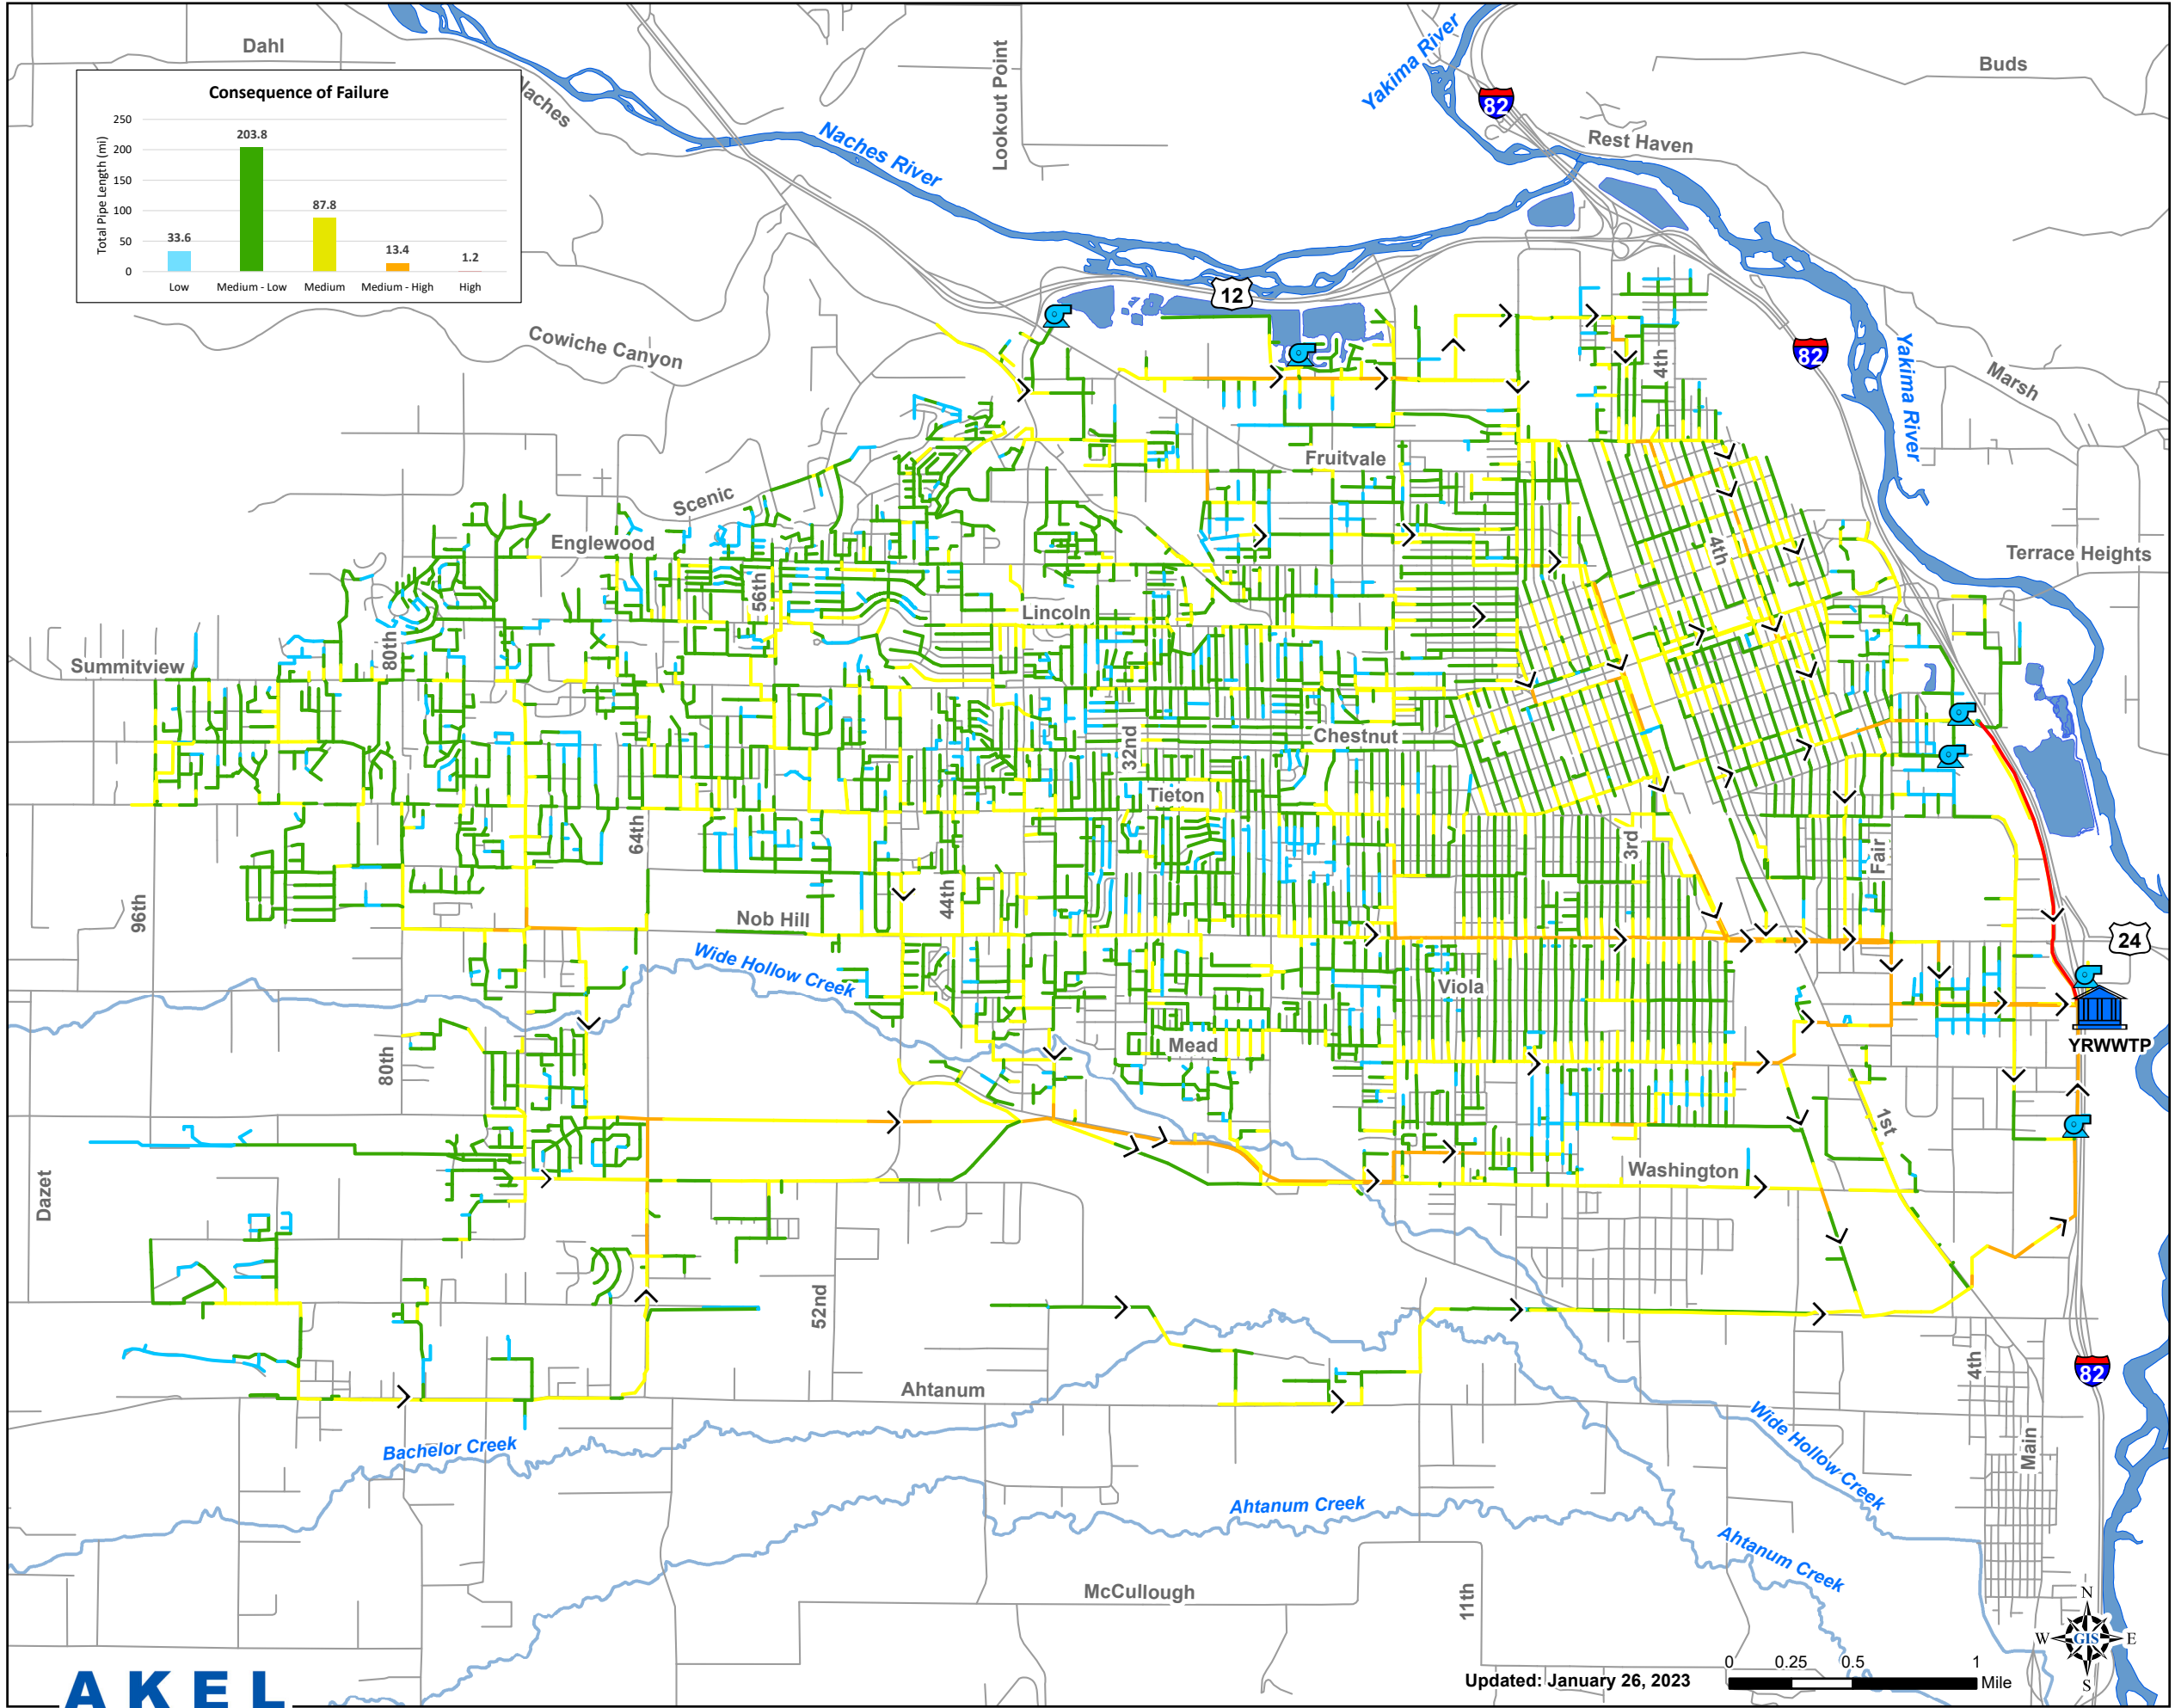 Dahl
Naches
Lookout Point
Yakima River
82
Buds
Rest Haven
Consequence of Failure
Total Pipe Length (mi)
250
200
150
100
50
0
33.6
203.8
87.8
13.4
1.2
Low
Medium - Low
Medium
Medium - High
High
Naches River
12
Cowiche Canyon
4th
82
Yakima River
Marsh
Fruitvale
Scenic
Englewood
56th
4th
Terrace Heights
Lincoln
80th
Summitview
32nd
Chestnut
Tieton
64th
3rd
Fair
96th
44th
Nob Hill
24
Wide Hollow Creek
Viola
Mead
YRWWTP
80th
1st
Dazet
Washington
52nd
Ahtanum
4th
82
Bachelor Creek
Wide Hollow Creek
Main
Ahtanum Creek
Ahtanum Creek
McCullough
11th
N
W
GIS
E
S
Updated: January 26, 2023
0
0.25
0.5
1
Mile
AKEL